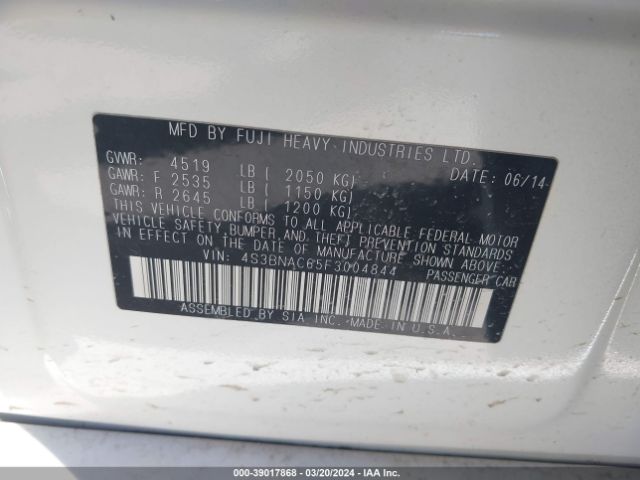 MFD BY FUJI HEAVY INDUSTRIES LTD.
GVWR: 4519 LB ( 2050 KG) DATE: 06/14
GAWR: F 2535 LB ( 1150 KG)
GAWR: R 2645 LB ( 1200 KG)
THIS VEHICLE CONFORMS TO ALL APPLICABLE FEDERAL MOTOR
VEHICLE SAFETY, BUMPER, AND THEFT PREVENTION STANDARDS
IN EFFECT ON THE DATE OF MANUFACTURE SHOWN ABOVE.
VIN: 4S3BNAC65F3004844 PASSENGER CAR
ASSEMBLED BY SIA INC. MADE IN U.S.A.
000-39017868 | 03/20/2024 | IAA Inc.